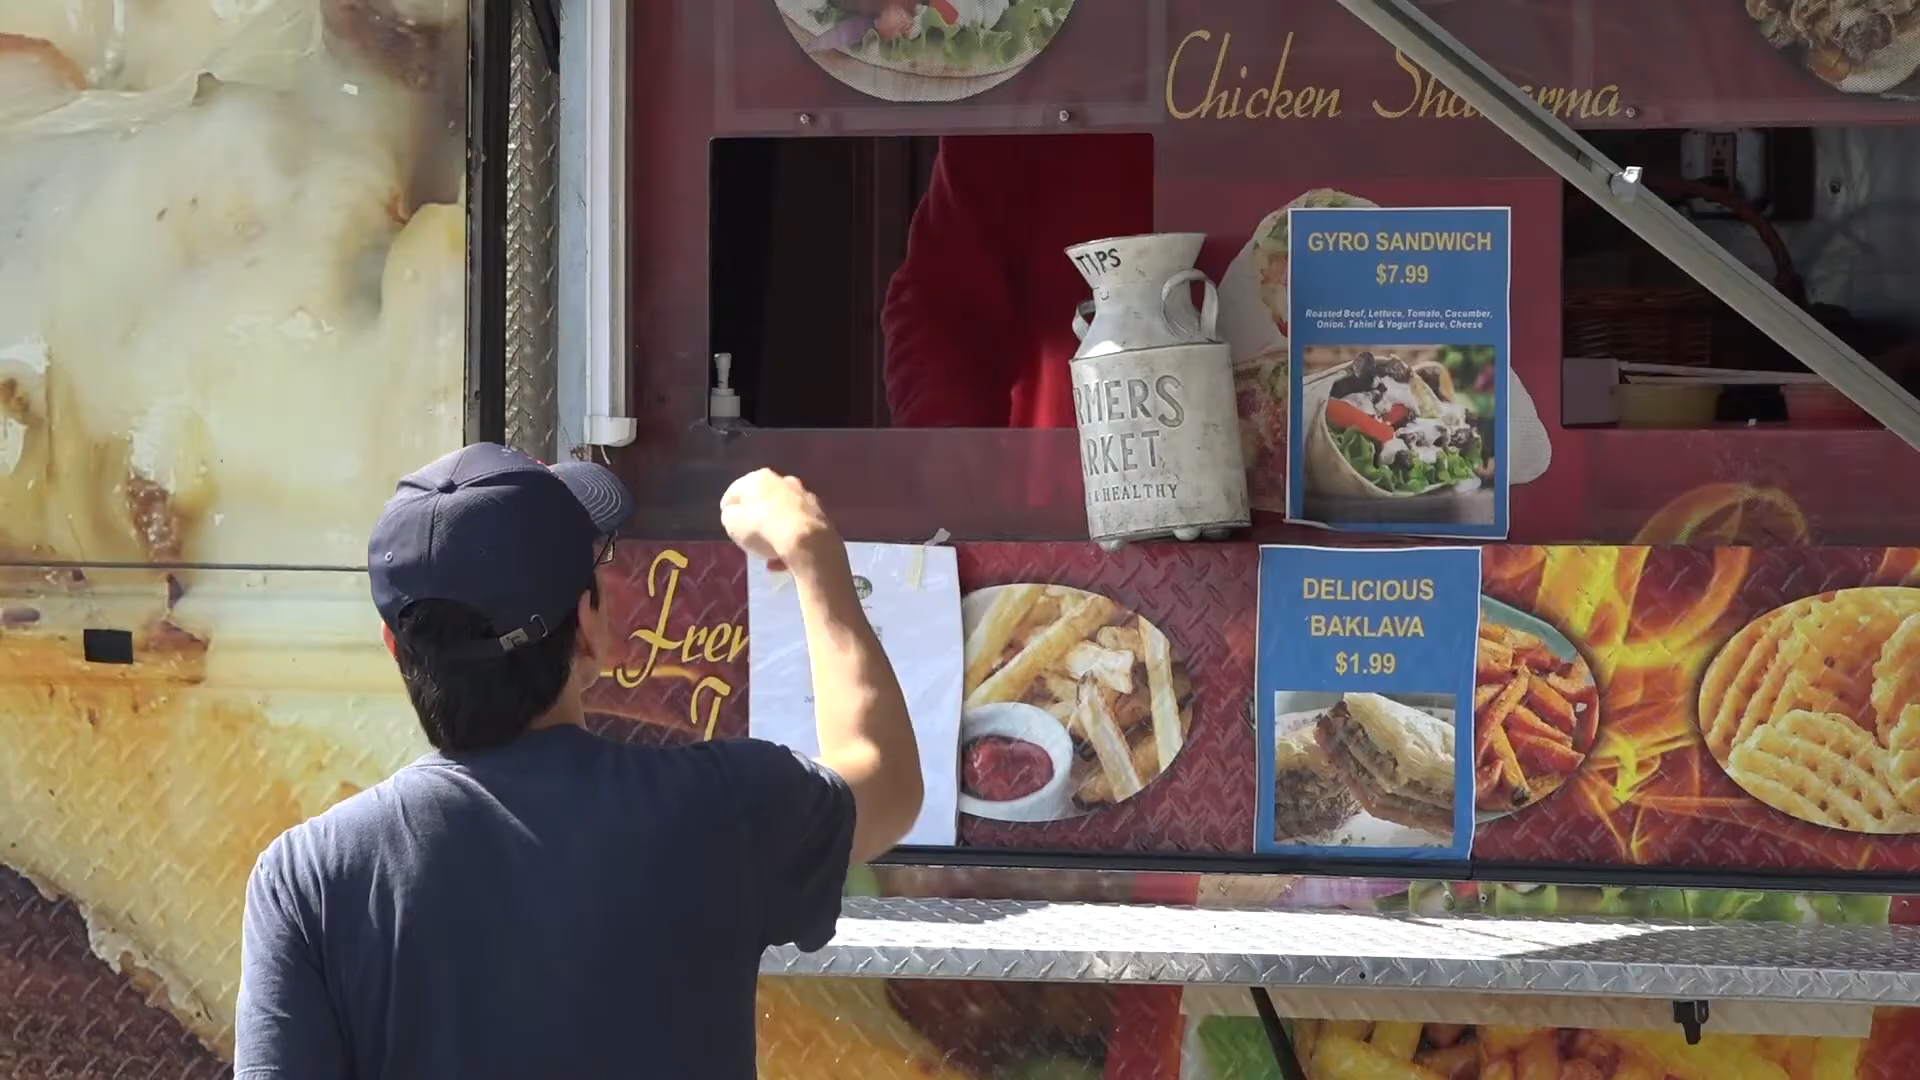 Chicken Sha arma
TIPS
GYRO SANDWICH
$7.99
Roasted Beef, Lettuce, Tomato, Cucumber,
Onion, Tahini & Yogurt Sauce, Cheese
RMERS
RKET
& HEALTHY
Fren
DELICIOUS
BAKLAVA
$1.99